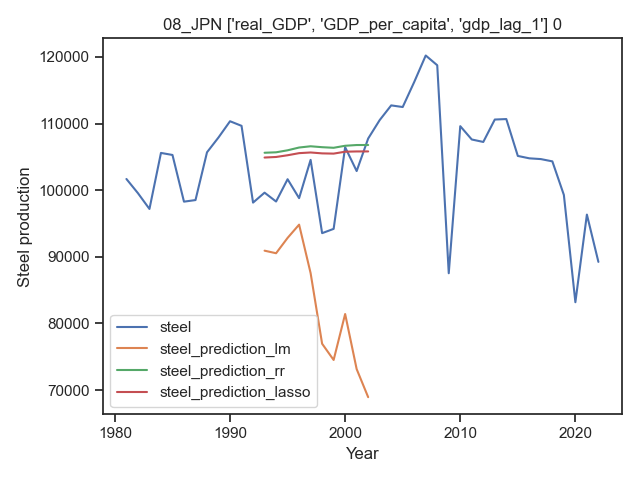 08_JPN ['real_GDP', 'GDP_per_capita', 'gdp_lag_1'] 0
120000
110000
100000
90000
80000
70000
Steel production
steel
steel_prediction_lm
steel_prediction_rr
steel_prediction_lasso
1980
1990
2000
2010
2020
Year